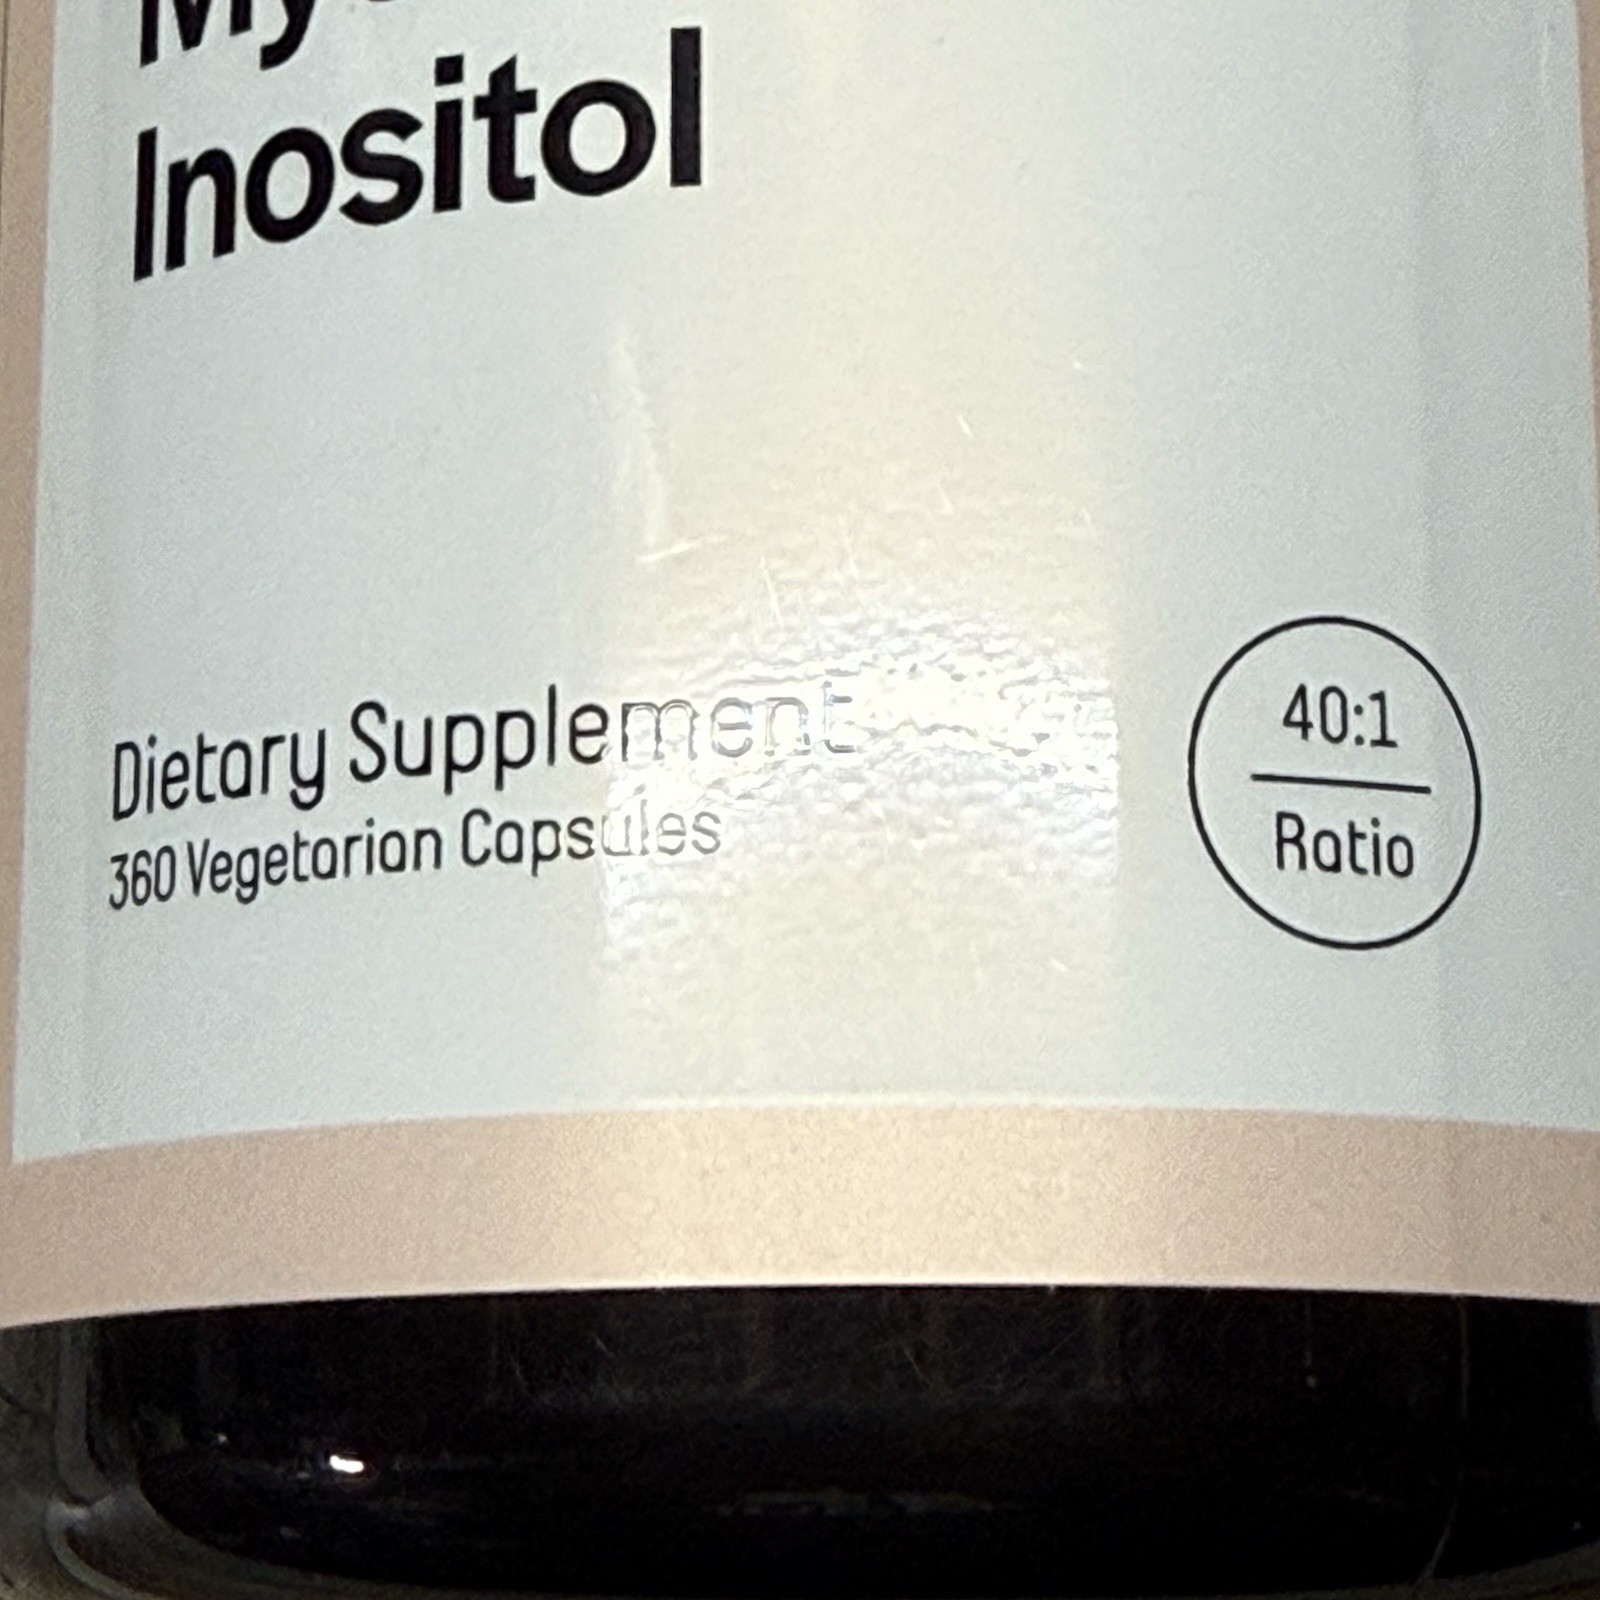 Inositol
Dietary Supplement
360 Vegetarian Capsules
40:1
Ratio